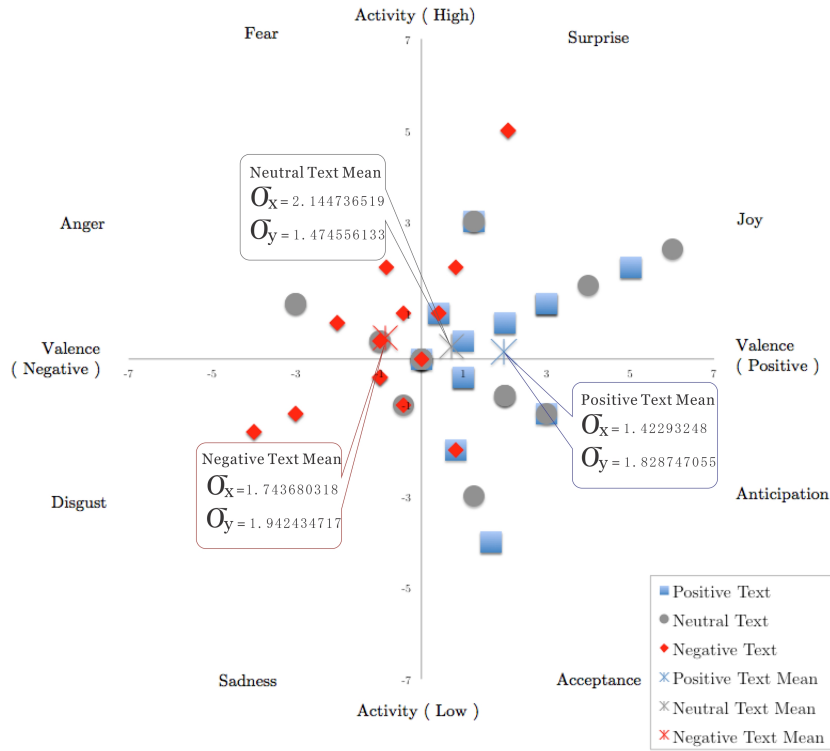 Activity ( High)
Fear
Surprise
7
5
Neutral Text Mean
σx=2.144736519
σy=1.474556133
3
Anger
Joy
1
Valence
( Negative )
Valence
( Positive )
-7
-5
-3
-1
1
3
5
7
-1
Positive Text Mean
σx=1.42293248
σy=1.828747055
Negative Text Mean
σx=1.743680318
σy=1.942434717
Disgust
Anticipation
-3
-5
Positive Text
Neutral Text
Negative Text
Positive Text Mean
Neutral Text Mean
Negative Text Mean
Sadness
Acceptance
-7
Activity ( Low )